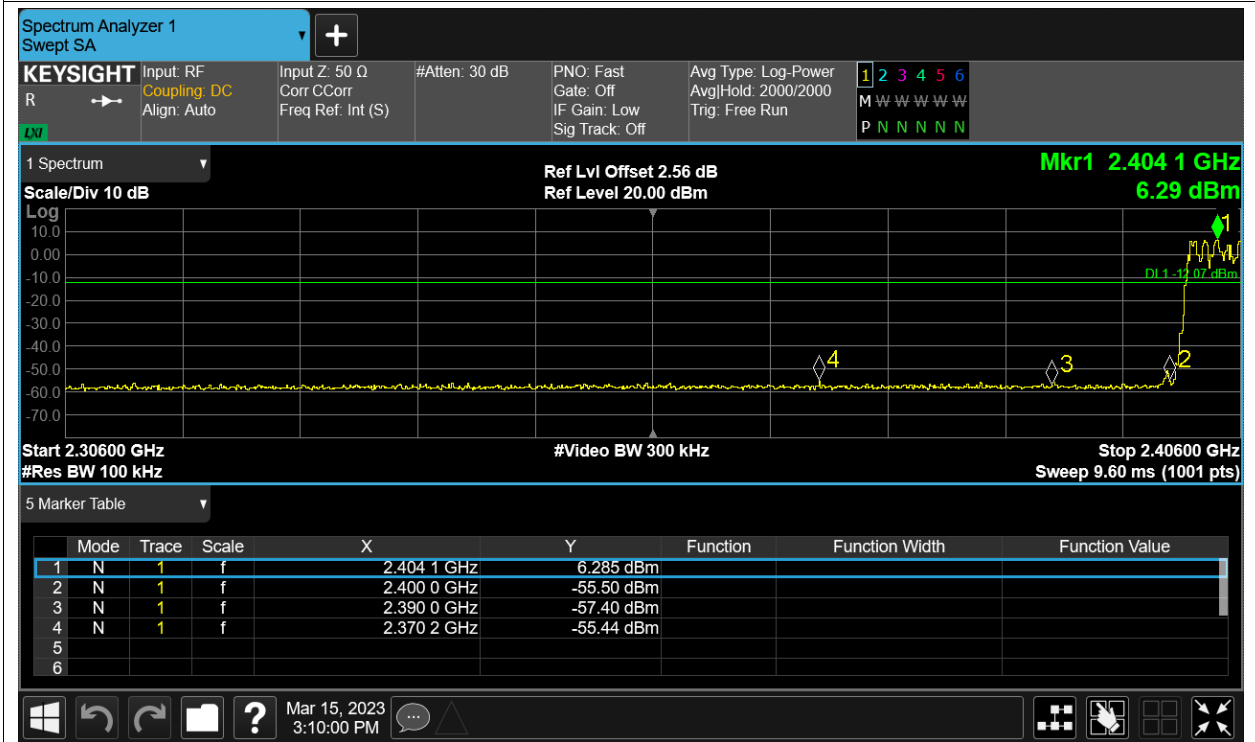 Spectrum Analyzer 1
Swept SA
KEYSIGHT Input: RF Input Z: 50 Ω #Atten: 30 dB PNO: Fast Avg Type: Log-Power 1 2 3 4 5 6
R Coupling: DC Corr CCorr Gate: Off Avg|Hold: 2000/2000 M W W W W W
Align: Auto Freq Ref: Int (S) IF Gain: Low Trig: Free Run
LXI Sig Track: Off P N N N N N
1 Spectrum Ref Lvl Offset 2.56 dB Mkr1 2.404 1 GHz
Scale/Div 10 dB Ref Level 20.00 dBm 6.29 dBm
Log
1
10.0
0.00
-10.0 DL1 -12.07 dBm
-20.0
-30.0
-40.0
4 3 2
-50.0
-60.0
-70.0
Start 2.30600 GHz #Video BW 300 kHz Stop 2.40600 GHz
#Res BW 100 kHz Sweep 9.60 ms (1001 pts)
5 Marker Table
Mode Trace Scale X Y Function Function Width Function Value
1 N 1 f 2.404 1 GHz 6.285 dBm
2 N 1 f 2.400 0 GHz -55.50 dBm
3 N 1 f 2.390 0 GHz -57.40 dBm
4 N 1 f 2.370 2 GHz -55.44 dBm
5
6
? Mar 15, 2023
3:10:00 PM